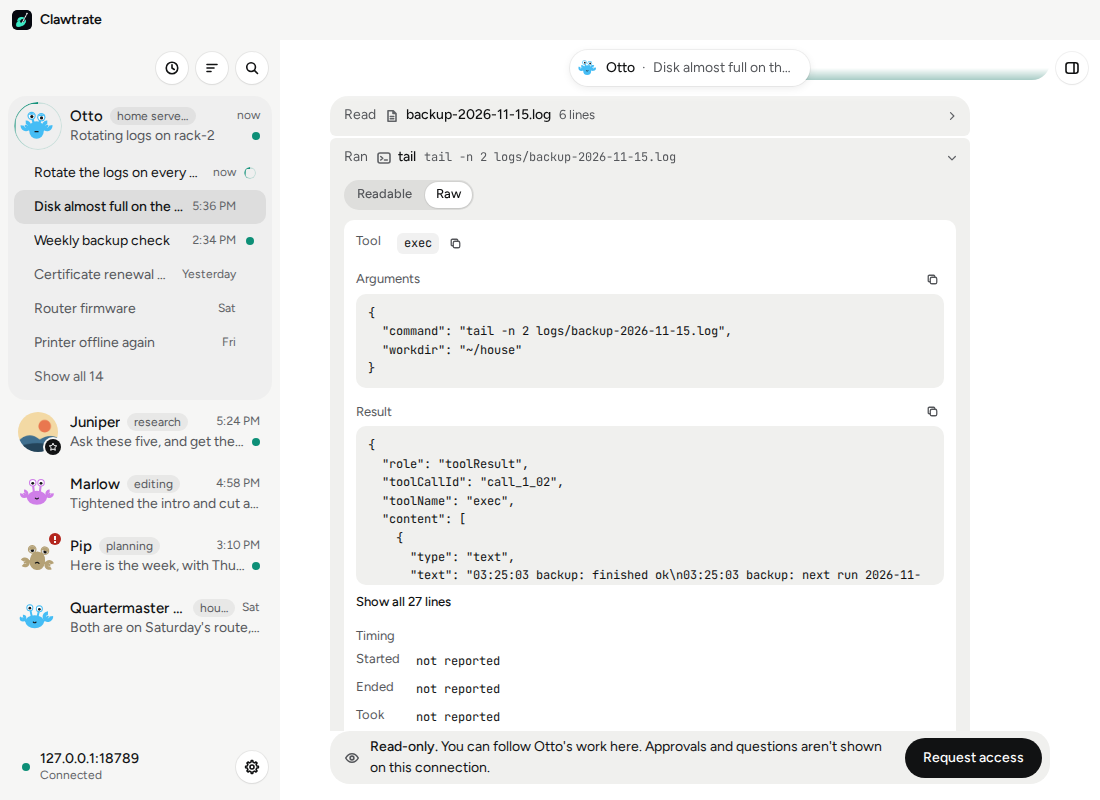 Clawtrate
Otto home serve... now
Rotating logs on rack-2
Rotate the logs on every ... now
Disk almost full on the ... 5:36 PM
Weekly backup check 2:34 PM
Certificate renewal ... Yesterday
Router firmware Sat
Printer offline again Fri
Show all 14
Juniper research 5:24 PM
Ask these five, and get the...
Marlow editing 4:58 PM
Tightened the intro and cut a...
Pip planning 3:10 PM
Here is the week, with Thu...
Quartermaster ... hou... Sat
Both are on Saturday's route,...
127.0.0.1:18789
Connected
Otto · Disk almost full on th...
Read backup-2026-11-15.log 6 lines
Ran tail tail -n 2 logs/backup-2026-11-15.log
Readable Raw
Tool exec
Arguments
{
"command": "tail -n 2 logs/backup-2026-11-15.log",
"workdir": "~/house"
}
Result
{
"role": "toolResult",
"toolCallId": "call_1_02",
"toolName": "exec",
"content": [
{
"type": "text",
"text": "03:25:03 backup: finished ok\n03:25:03 backup: next run 2026-11-
Show all 27 lines
Timing
Started not reported
Ended not reported
Took not reported
Read-only. You can follow Otto's work here. Approvals and questions aren't shown
on this connection.
Request access